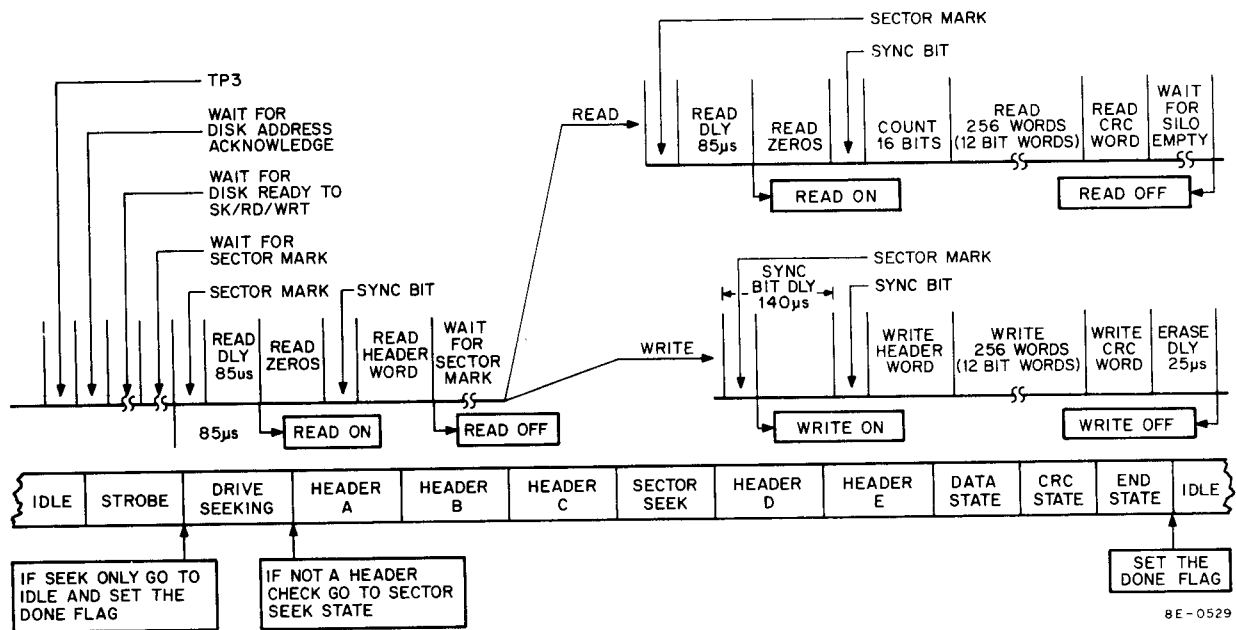 TP3
WAIT FOR
DISK ADDRESS
ACKNOWLEDGE
WAIT FOR
DISK READY TO
SK/RD/WRT
WAIT FOR
SECTOR MARK
SECTOR MARK
SYNC BIT
READ
DLY
85us
READ
ZEROS
READ
HEADER
WORD
WAIT
FOR
SECTOR
MARK
85µs
READ ON
READ OFF
READ
SECTOR MARK
SYNC BIT
READ
DLY
85µs
READ
ZEROS
COUNT
16 BITS
READ
256 WORDS
(12 BIT WORDS)
READ
CRC
WORD
WAIT
FOR
SILO
EMPTY
READ ON
READ OFF
WRITE
SECTOR MARK
SYNC
BIT DLY
140µs
SYNC BIT
WRITE
HEADER
WORD
WRITE
256 WORDS
(12 BIT WORDS)
WRITE
CRC
WORD
ERASE
DLY
25µs
WRITE ON
WRITE OFF
IDLE
STROBE
DRIVE
SEEKING
HEADER
A
HEADER
B
HEADER
C
SECTOR
SEEK
HEADER
D
HEADER
E
DATA
STATE
CRC
STATE
END
STATE
IDLE
IF SEEK ONLY GO TO
IDLE AND SET THE
DONE FLAG
IF NOT A HEADER
CHECK GO TO SECTOR
SEEK STATE
SET THE
DONE FLAG
8E-0529